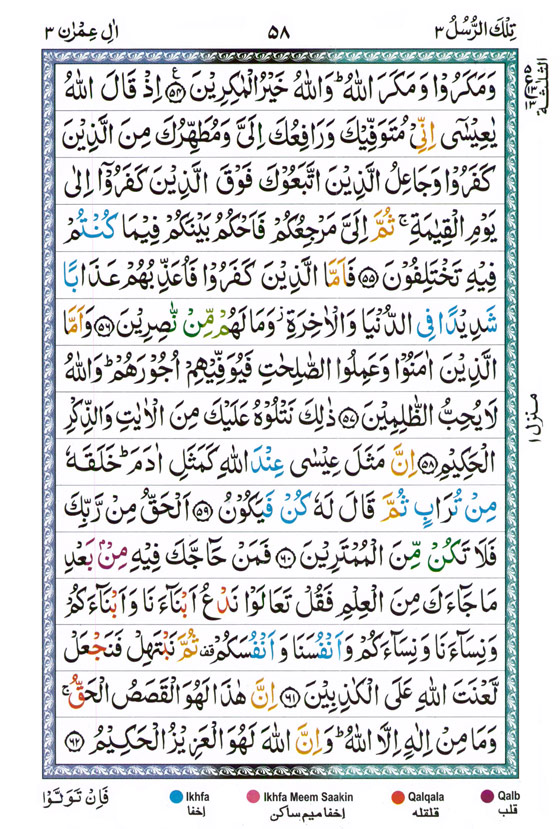 تِلْكَ الرُّسُلُ ٣ ٥٨ اٰلِ عِمْرٰن ٣
وَمَكَرُوْا وَمَكَرَ اللّٰهُ ؕ وَاللّٰهُ خَيْرُ الْمٰكِرِيْنَ ﴿٥٤﴾ ع اِذْ قَالَ اللّٰهُ
يٰعِيْسٰۤى اِنِّىْ مُتَوَفِّيْكَ وَرَافِعُكَ اِلَىَّ وَمُطَهِّرُكَ مِنَ الَّذِيْنَ
كَفَرُوْا وَجَاعِلُ الَّذِيْنَ اتَّبَعُوْكَ فَوْقَ الَّذِيْنَ كَفَرُوْۤا اِلٰى
يَوْمِ الْقِيٰمَةِ ۚ ثُمَّ اِلَىَّ مَرْجِعُكُمْ فَاَحْكُمُ بَيْنَكُمْ فِيْمَا كُنْتُمْ
فِيْهِ تَخْتَلِفُوْنَ ﴿٥٥﴾ فَاَمَّا الَّذِيْنَ كَفَرُوْا فَاُعَذِّبُهُمْ عَذَابًا
شَدِيْدًا فِى الدُّنْيَا وَالْاٰخِرَةِ ؗ وَمَا لَهُمْ مِّنْ نّٰصِرِيْنَ ﴿٥٦﴾ وَاَمَّا
الَّذِيْنَ اٰمَنُوْا وَعَمِلُوا الصّٰلِحٰتِ فَيُوَفِّيْهِمْ اُجُوْرَهُمْ ؕ وَاللّٰهُ
لَا يُحِبُّ الظّٰلِمِيْنَ ﴿٥٧﴾ ذٰلِكَ نَتْلُوْهُ عَلَيْكَ مِنَ الْاٰيٰتِ وَالذِّكْرِ
الْحَكِيْمِ ﴿٥٨﴾ اِنَّ مَثَلَ عِيْسٰى عِنْدَ اللّٰهِ كَمَثَلِ اٰدَمَ ؕ خَلَقَهٗ
مِنْ تُرَابٍ ثُمَّ قَالَ لَهٗ كُنْ فَيَكُوْنُ ﴿٥٩﴾ اَلْحَقُّ مِنْ رَّبِّكَ
فَلَا تَكُنْ مِّنَ الْمُمْتَرِيْنَ ﴿٦٠﴾ فَمَنْ حَآجَّكَ فِيْهِ مِنْۢ بَعْدِ
مَا جَآءَكَ مِنَ الْعِلْمِ فَقُلْ تَعَالَوْا نَدْعُ اَبْنَآءَنَا وَاَبْنَآءَكُمْ
وَنِسَآءَنَا وَنِسَآءَكُمْ وَاَنْفُسَنَا وَاَنْفُسَكُمْ ۫ ثُمَّ نَبْتَهِلْ فَنَجْعَلْ
لَّعْنَتَ اللّٰهِ عَلَى الْكٰذِبِيْنَ ﴿٦١﴾ اِنَّ هٰذَا لَهُوَ الْقَصَصُ الْحَقُّ ۚ
وَمَا مِنْ اِلٰهٍ اِلَّا اللّٰهُ ؕ وَاِنَّ اللّٰهَ لَهُوَ الْعَزِيْزُ الْحَكِيْمُ ﴿٦٢﴾
الثلٰثة
منزل ١
فَاِنْ تَوَلَّوْا
Ikhfa Ikhfa Meem Saakin Qalqala Qalb
اخفا اخفا میم ساکن قلقله قلب